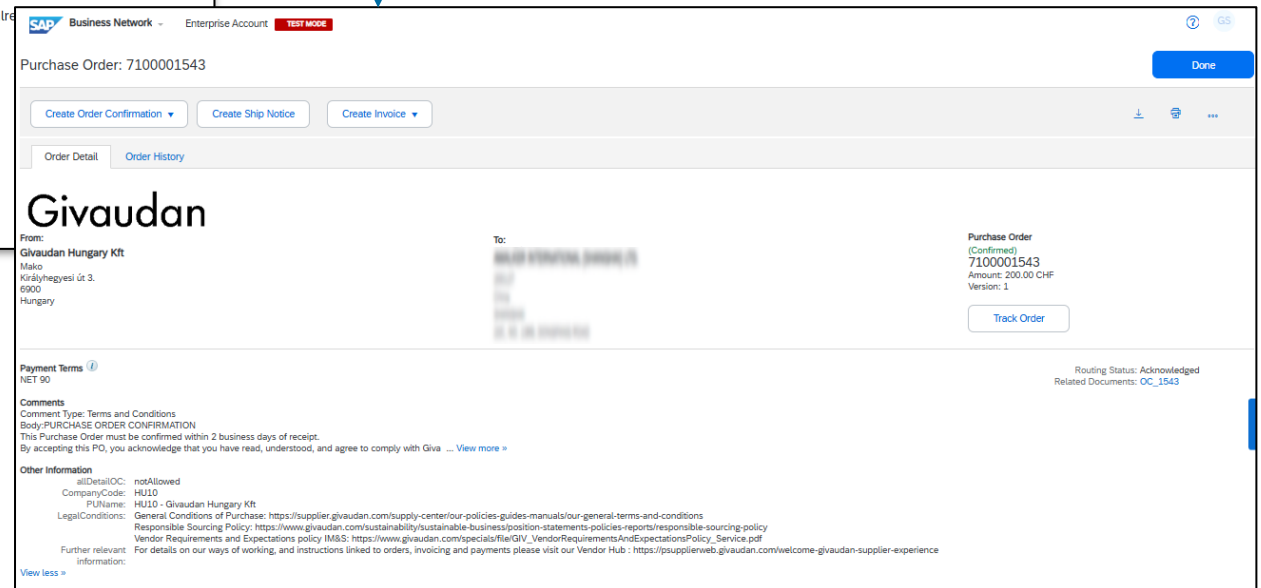 lre
SAP Business Network Enterprise Account TEST MODE GS
Purchase Order: 7100001543 Done
Create Order Confirmation Create Ship Notice Create Invoice
Order Detail Order History
Givaudan
From:
Givaudan Hungary Kft
Mako
Királyhegyesi út 3.
6900
Hungary
To:
Purchase Order
(Confirmed)
7100001543
Amount: 200.00 CHF
Version: 1
Track Order
Payment Terms
NET 90
Routing Status: Acknowledged
Related Documents: OC_1543
Comments
Comment Type: Terms and Conditions
Body:PURCHASE ORDER CONFIRMATION
This Purchase Order must be confirmed within 2 business days of receipt.
By accepting this PO, you acknowledge that you have read, understood, and agree to comply with Giva ... View more »
Other Information
allDetailOC: notAllowed
CompanyCode: HU10
PUName: HU10 - Givaudan Hungary Kft
LegalConditions: General Conditions of Purchase: https://supplier.givaudan.com/supply-center/our-policies-guides-manuals/our-general-terms-and-conditions
Responsible Sourcing Policy: https://www.givaudan.com/sustainability/sustainable-business/position-statements-policies-reports/responsible-sourcing-policy
Vendor Requirements and Expectations policy IM&S: https://www.givaudan.com/specials/file/GIV_VendorRequirementsAndExpectationsPolicy_Service.pdf
Further relevant information: For details on our ways of working, and instructions linked to orders, invoicing and payments please visit our Vendor Hub : https://psupplierweb.givaudan.com/welcome-givaudan-supplier-experience
View less »